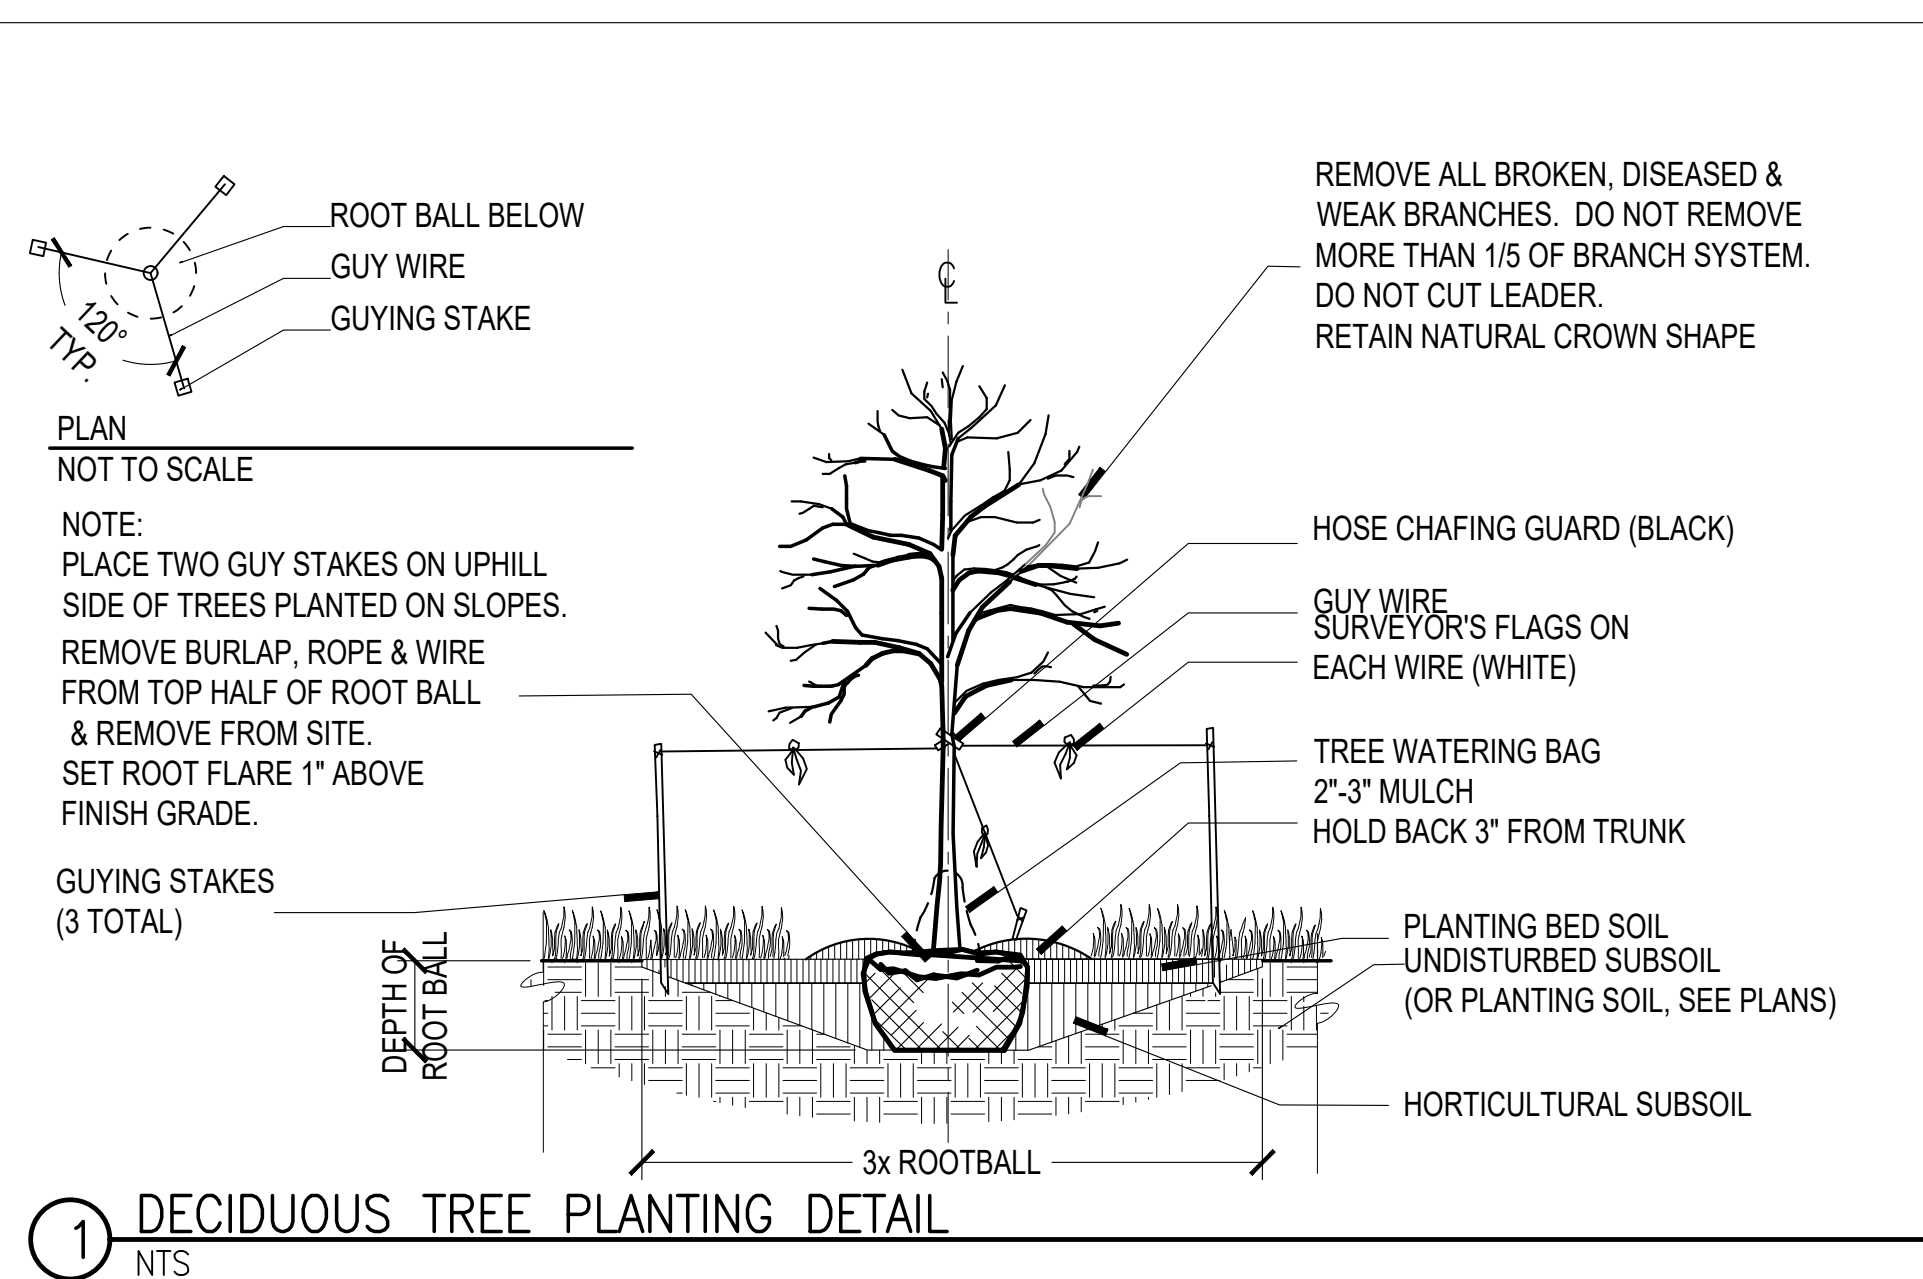 ROOT BALL BELOW
GUY WIRE
GUYING STAKE
120°
TYP.
PLAN
NOT TO SCALE
NOTE:
PLACE TWO GUY STAKES ON UPHILL
SIDE OF TREES PLANTED ON SLOPES.
REMOVE BURLAP, ROPE & WIRE
FROM TOP HALF OF ROOT BALL
& REMOVE FROM SITE.
SET ROOT FLARE 1" ABOVE
FINISH GRADE.
GUYING STAKES
(3 TOTAL)
DEPTH OF
ROOT BALL
CL
REMOVE ALL BROKEN, DISEASED &
WEAK BRANCHES. DO NOT REMOVE
MORE THAN 1/5 OF BRANCH SYSTEM.
DO NOT CUT LEADER.
RETAIN NATURAL CROWN SHAPE
HOSE CHAFING GUARD (BLACK)
GUY WIRE
SURVEYOR'S FLAGS ON
EACH WIRE (WHITE)
TREE WATERING BAG
2"-3" MULCH
HOLD BACK 3" FROM TRUNK
PLANTING BED SOIL
UNDISTURBED SUBSOIL
(OR PLANTING SOIL, SEE PLANS)
HORTICULTURAL SUBSOIL
3x ROOTBALL
1 DECIDUOUS TREE PLANTING DETAIL
NTS